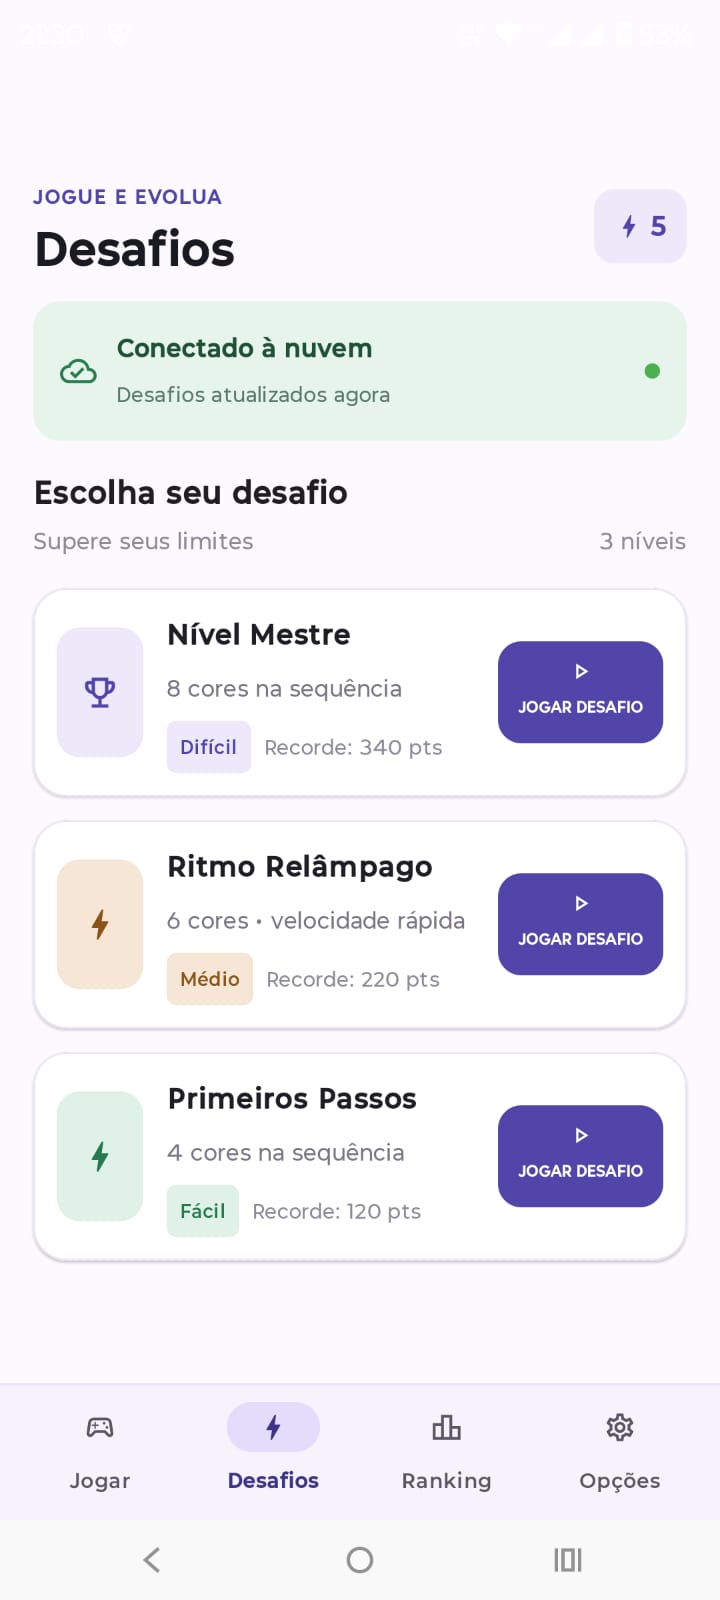 21:30
53%
JOGUE E EVOLUA
Desafios
5
Conectado à nuvem
Desafios atualizados agora
Escolha seu desafio
Supere seus limites
3 níveis
Nível Mestre
8 cores na sequência
Difícil
Recorde: 340 pts
JOGAR DESAFIO
Ritmo Relâmpago
6 cores • velocidade rápida
Médio
Recorde: 220 pts
JOGAR DESAFIO
Primeiros Passos
4 cores na sequência
Fácil
Recorde: 120 pts
JOGAR DESAFIO
Jogar
Desafios
Ranking
Opções